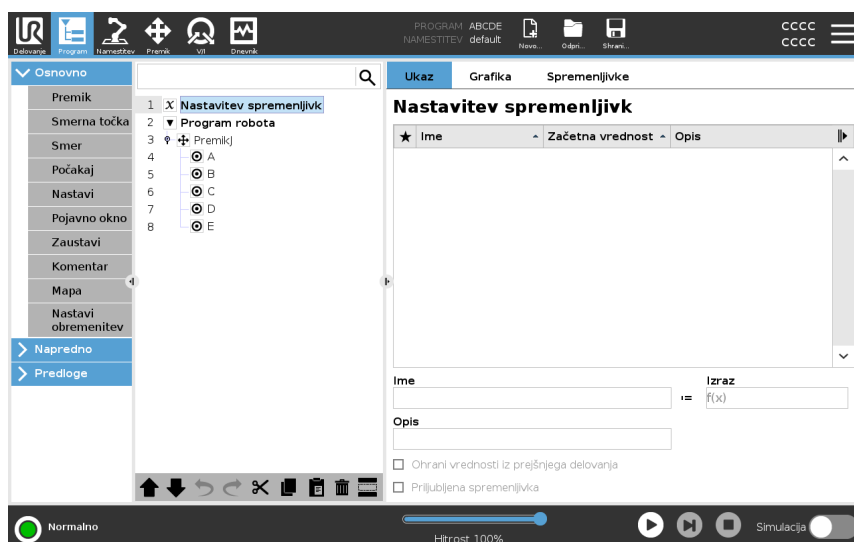 PROGRAM ABCDE
NAMESTITEV default
cccc
cccc
Delovanje Program Namestitev Premik V/I Dnevnik Novo... Odpri... Shrani...
Osnovno
Premik
Smerna točka
Smer
Počakaj
Nastavi
Pojavno okno
Zaustavi
Komentar
Mapa
Nastavi
obremenitev
Napredno
Predloge
1 X Nastavitev spremenljivk
2 Program robota
3 PremikJ
4 A
5 B
6 C
7 D
8 E
Ukaz Grafika Spremenljivke
Nastavitev spremenljivk
Ime Začetna vrednost Opis
Ime Izraz
:= f(x)
Opis
Ohrani vrednosti iz prejšnjega delovanja
Priljubljena spremenljivka
Normalno
Hitrost 100%
Simulacija